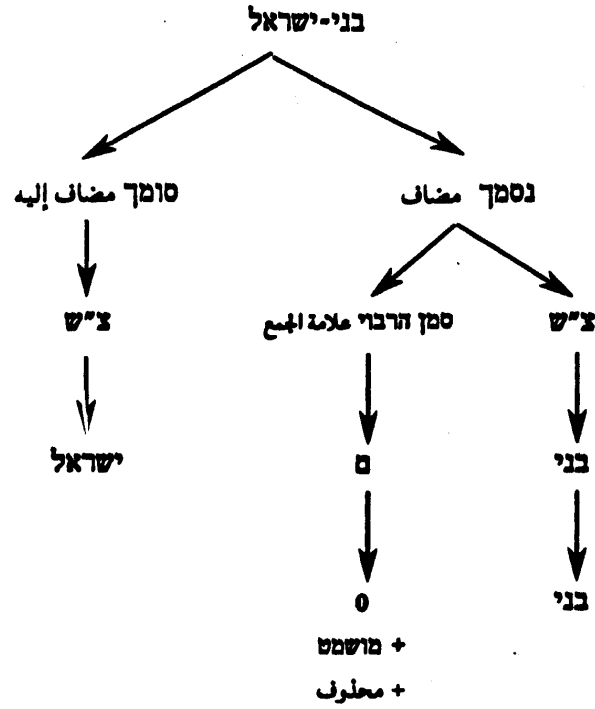 בני-ישראל
נסמך مضاف
סומך مضاف إليه
צ״ש
סמן הרבוי علامة الجمع
צ״ש
בני
ם
ישראל
בני
0
+ מושמט
+ محذوف